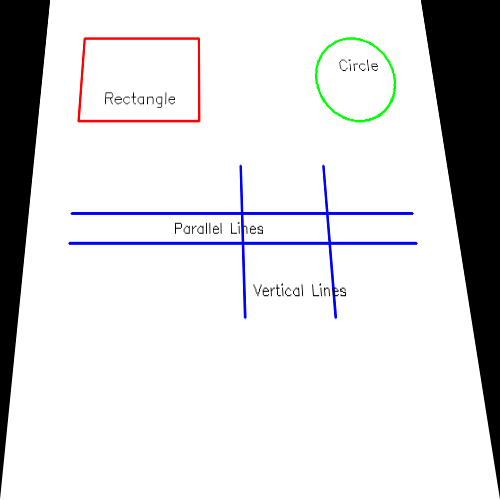 Circle
Rectangle
Parallel Lines
Vertical Lines